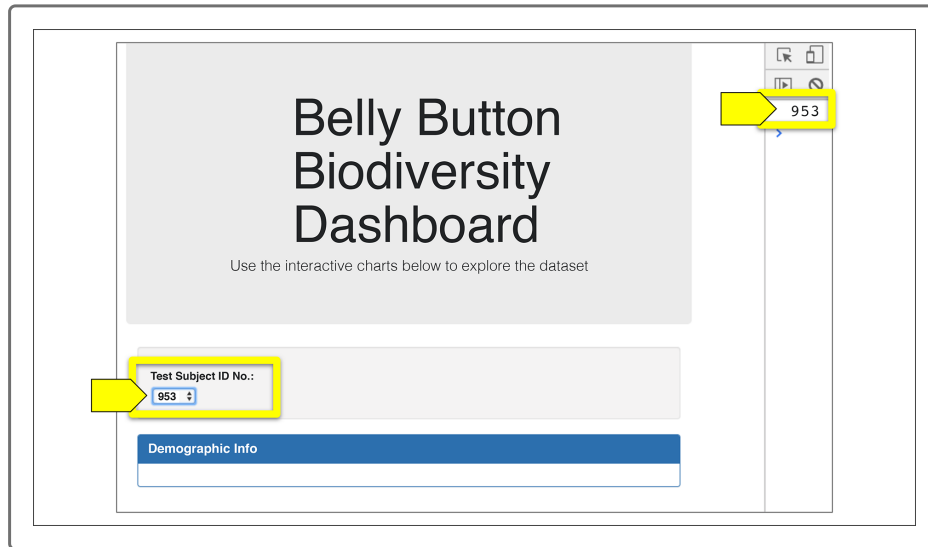 Belly Button
Biodiversity
Dashboard
Use the interactive charts below to explore the dataset
Test Subject ID No.:
953
Demographic Info
953